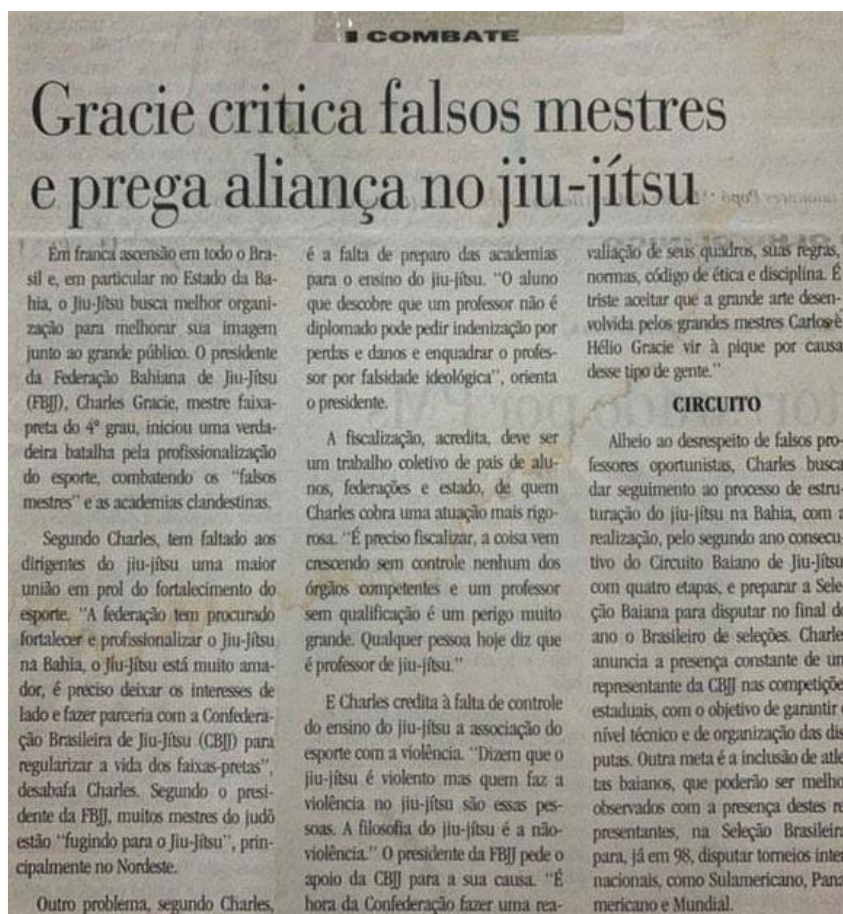 COMBATE
Gracie critica falsos mestres
e prega aliança no jiu-jítsu
Em franca ascensão em todo o Bra-
sil e, em particular no Estado da Ba-
hia, o Jiu-Jítsu busca melhor organi-
zação para melhorar sua imagem
junto ao grande público. O presidente
da Federação Bahiana de Jiu-Jítsu
(FBJJ), Charles Gracie, mestre faixa-
preta do 4º grau, iniciou uma verda-
deira batalha pela profissionalização
do esporte, combatendo os "falsos
mestres" e as academias clandestinas.
Segundo Charles, tem faltado aos
dirigentes do jiu-jítsu uma maior
união em prol do fortalecimento do
esporte. "A federação tem procurado
fortalecer e profissionalizar o Jiu-Jítsu
na Bahia, o Jiu-Jítsu está muito ama-
dor, é preciso deixar os interesses de
lado e fazer parceria com a Confedera-
ção Brasileira de Jiu-Jítsu (CBJJ) para
regularizar a vida dos faixas-pretas",
desabafa Charles. Segundo o presi-
dente da FBJJ, muitos mestres do judô
estão "fugindo para o Jiu-Jítsu", prin-
cipalmente no Nordeste.
Outro problema, segundo Charles,
é a falta de preparo das academias
para o ensino do jiu-jítsu. "O aluno
que descobre que um professor não é
diplomado pode pedir indenização por
perdas e danos e enquadrar o profes-
sor por falsidade ideológica", orienta
o presidente.
A fiscalização, acredita, deve ser
um trabalho coletivo de pais de alu-
nos, federações e estado, de quem
Charles cobra uma atuação mais rigo-
rosa. "É preciso fiscalizar, a coisa vem
crescendo sem controle nenhum dos
órgãos competentes e um professor
sem qualificação é um perigo muito
grande. Qualquer pessoa hoje diz que
é professor de jiu-jítsu."
E Charles credita à falta de controle
do ensino do jiu-jítsu a associação do
esporte com a violência. "Dizem que o
jiu-jítsu é violento mas quem faz a
violência no jiu-jítsu são essas pes-
soas. A filosofia do jiu-jítsu é a não-
violência." O presidente da FBJJ pede o
apoio da CBJJ para a sua causa. "É
hora da Confederação fazer uma rea-
valiação de seus quadros, suas regras,
normas, código de ética e disciplina. É
triste aceitar que a grande arte desen-
volvida pelos grandes mestres Carlos e
Hélio Gracie vir à pique por causa
desse tipo de gente."
CIRCUITO
Alheio ao desrespeito de falsos pro-
fessores oportunistas, Charles busca
dar seguimento ao processo de estru-
turação do jiu-jítsu na Bahia, com a
realização, pelo segundo ano consecu-
tivo do Circuito Baiano de Jiu-Jítsu
com quatro etapas, e preparar a Sele-
ção Baiana para disputar no final do
ano o Brasileiro de seleções. Charle
anuncia a presença constante de um
representante da CBJJ nas competiçõe
estaduais, com o objetivo de garantir
nível técnico e de organização das dis
putas. Outra meta é a inclusão de atle
tas baianos, que poderão ser melho
observados com a presença destes re
presentantes, na Seleção Brasileira
para, já em 98, disputar torneios inter
nacionais, como Sulamericano, Pana
mericano e Mundial.